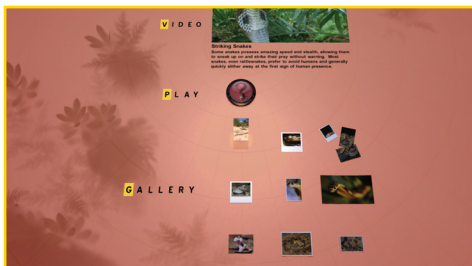 VIDEO
Striking Snakes
Some snakes possess amazing speed and stealth, allowing them
to sneak up on and strike their prey without warning. Most
snakes, even rattlesnakes, prefer to avoid humans and generally
quickly slither away at the first sign of human presence.
PLAY
?
GALLERY